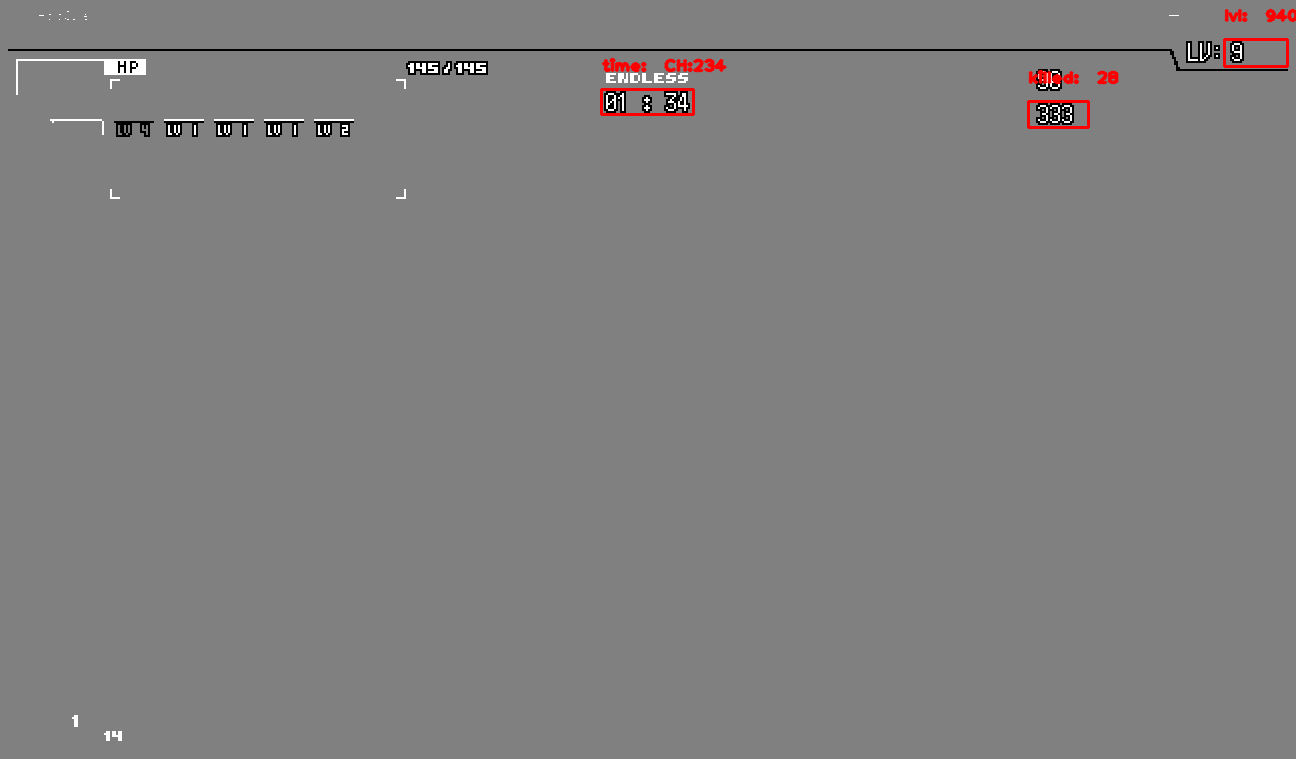 lvl: 940
LV: 9
HP
145/145
time: CH:234
ENDLESS
killed: 28
01 : 34
333
LV 4 LV 1 LV 1 LV 1 LV 2
1
14